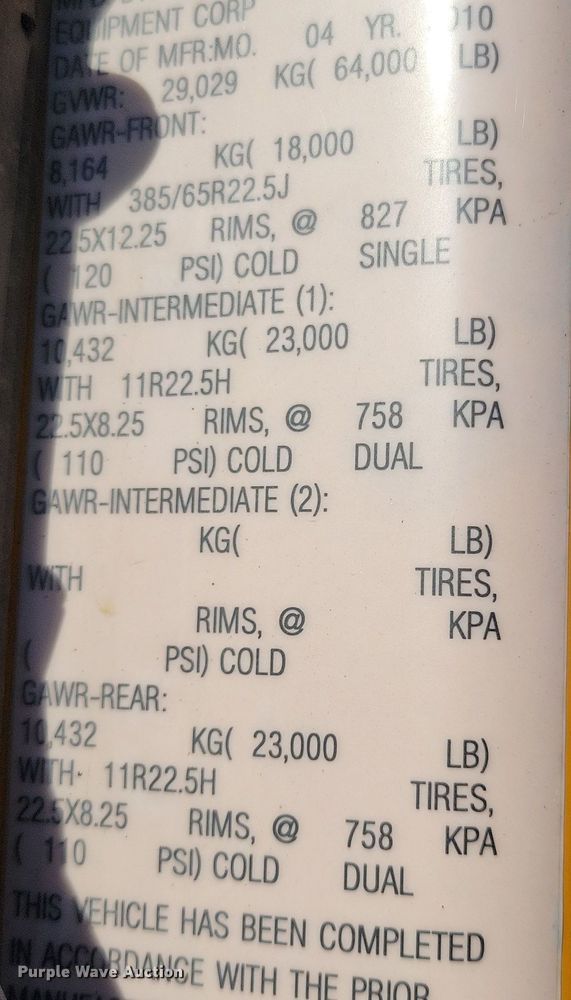 EQUIPMENT CORP
DATE OF MFR:MO. 04 YR. 010
GVWR: 29,029 KG( 64,000 LB)
GAWR-FRONT:
8,164 KG( 18,000 LB)
WITH 385/65R22.5J TIRES,
22.5X12.25 RIMS, @ 827 KPA
( 120 PSI) COLD SINGLE
GAWR-INTERMEDIATE (1):
10,432 KG( 23,000 LB)
WITH 11R22.5H TIRES,
22.5X8.25 RIMS, @ 758 KPA
( 110 PSI) COLD DUAL
GAWR-INTERMEDIATE (2):
KG( LB)
WITH TIRES,
RIMS, @ KPA
( PSI) COLD
GAWR-REAR:
10,432 KG( 23,000 LB)
WITH 11R22.5H TIRES,
22.5X8.25 RIMS, @ 758 KPA
( 110 PSI) COLD DUAL
THIS VEHICLE HAS BEEN COMPLETED
IN ACCORDANCE WITH THE PRIOR
Purple Wave Auction